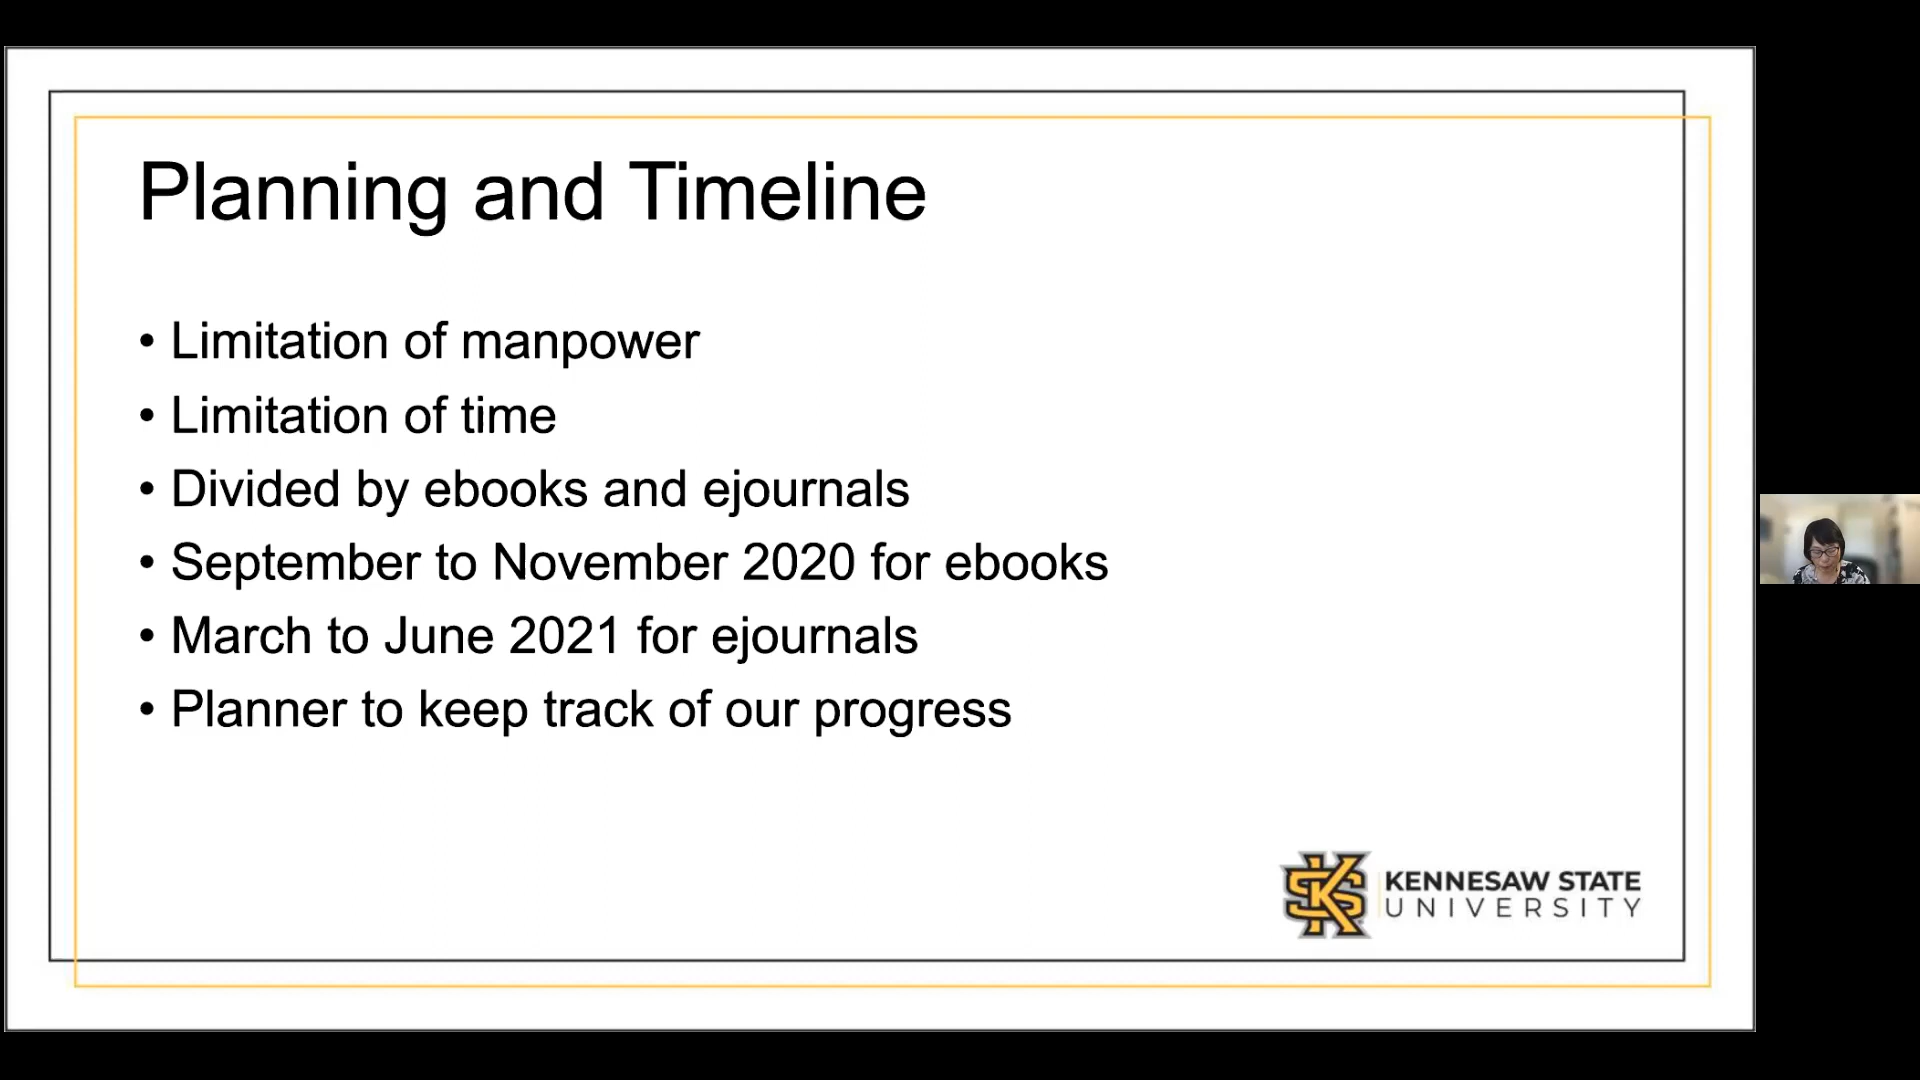 Planning and Timeline
• Limitation of manpower
• Limitation of time
• Divided by ebooks and ejournals
• September to November 2020 for ebooks
• March to June 2021 for ejournals
• Planner to keep track of our progress
KS
KENNESAW STATE
UNIVERSITY